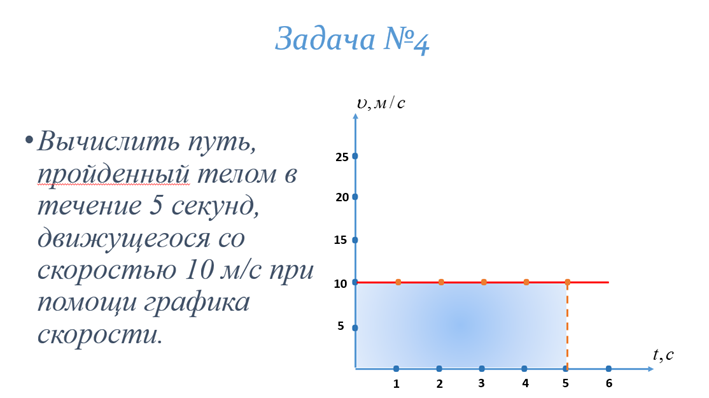 Задача №4
υ,м/с
•Вычислить путь,
пройденный телом в
течение 5 секунд,
движущегося со
скоростью 10 м/с при
помощи графика
скорости.
25
20
15
10
5
t,c
1 2 3 4 5 6